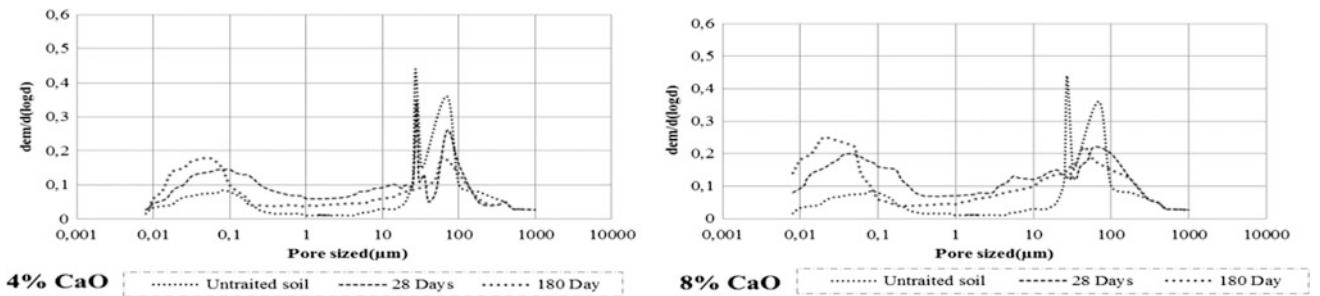 0,6
0,5
0,4
0,3
0,2
0,1
0
dem/d(logd)
0,001 0,01 0,1 1 10 100 1000 10000
Pore sized(µm)
4% CaO Untraited soil 28 Days 180 Day
0,6
0,5
0,4
0,3
0,2
0,1
0
dem/d(logd)
0,001 0,01 0,1 1 10 100 1000 10000
Pore sized(µm)
8% CaO Untraited soil 28 Days 180 Day